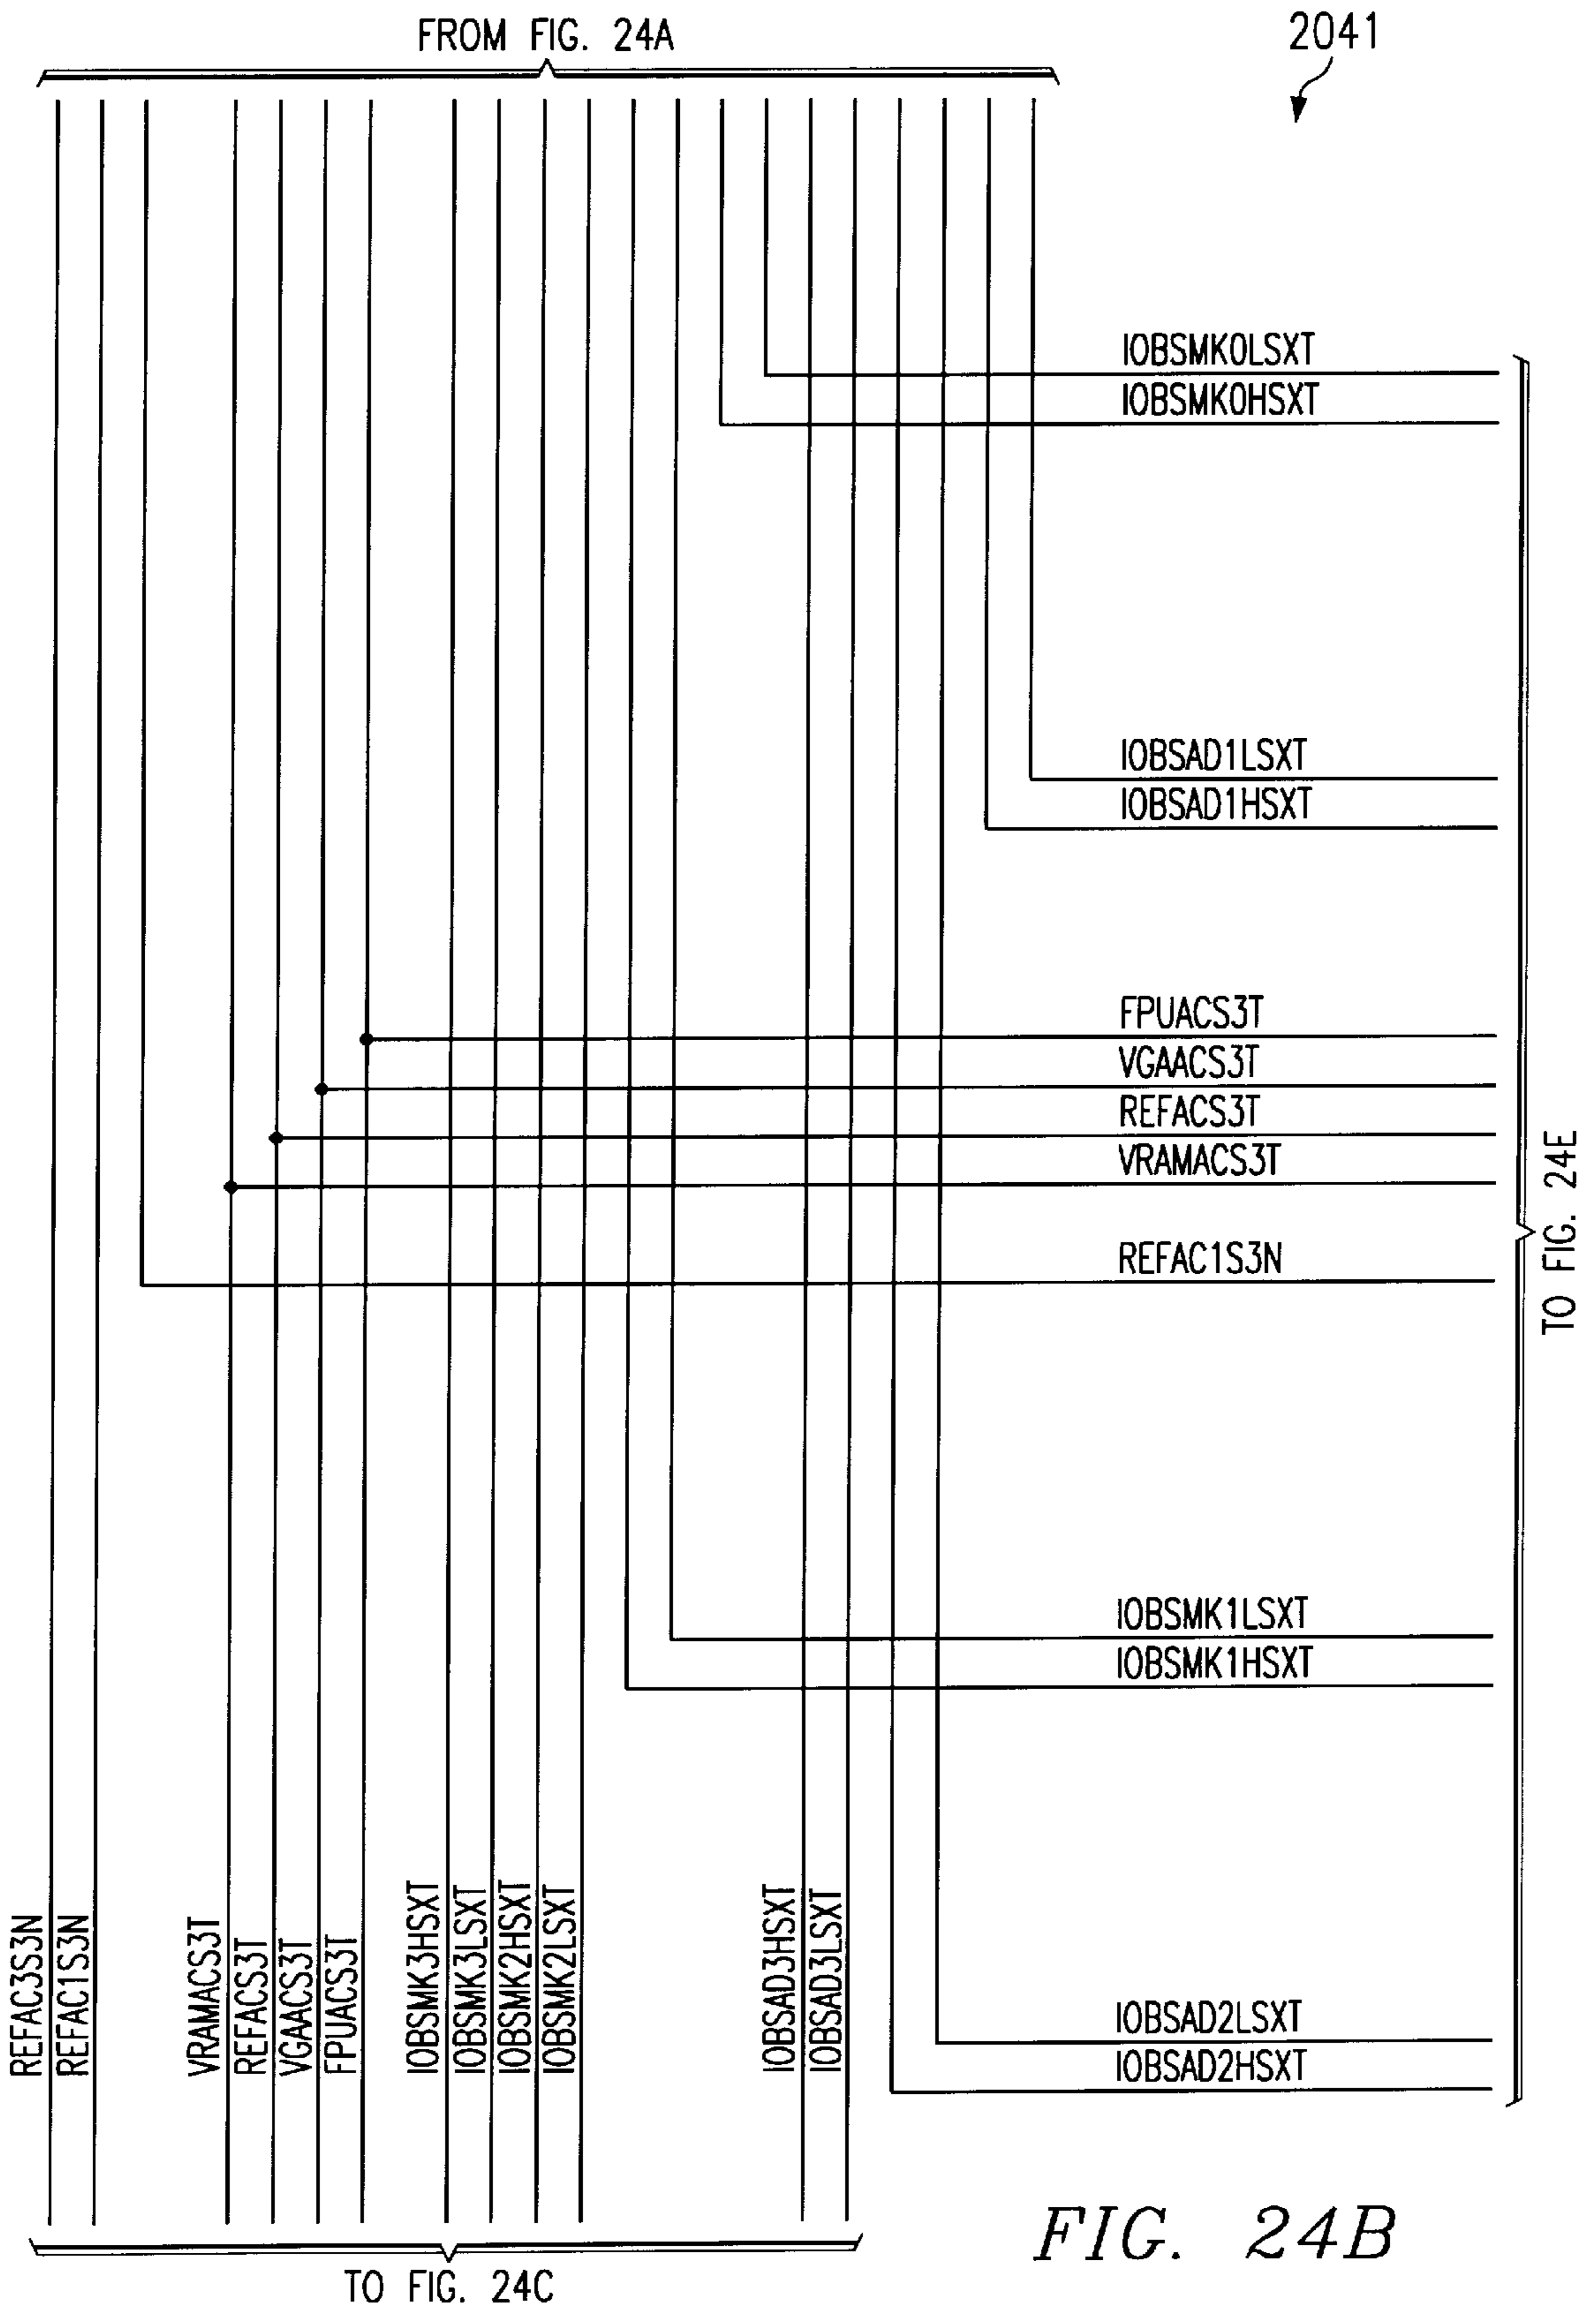 FROM FIG. 24A
2041
IOBSMK0LSXT
IOBSMK0HSXT
IOBSAD1LSXT
IOBSAD1HSXT
FPUACS3T
VGAACS3T
REFACS3T
VRAMACS3T
REFAC1S3N
IOBSMK1LSXT
IOBSMK1HSXT
IOBSAD2LSXT
IOBSAD2HSXT
TO FIG. 24E
REFAC3S3N
REFAC1S3N
VRAMACS3T
REFACS3T
VGAACS3T
FPUACS3T
IOBSMK3HSXT
IOBSMK3LSXT
IOBSMK2HSXT
IOBSMK2LSXT
IOBSAD3HSXT
IOBSAD3LSXT
TO FIG. 24C
FIG. 24B